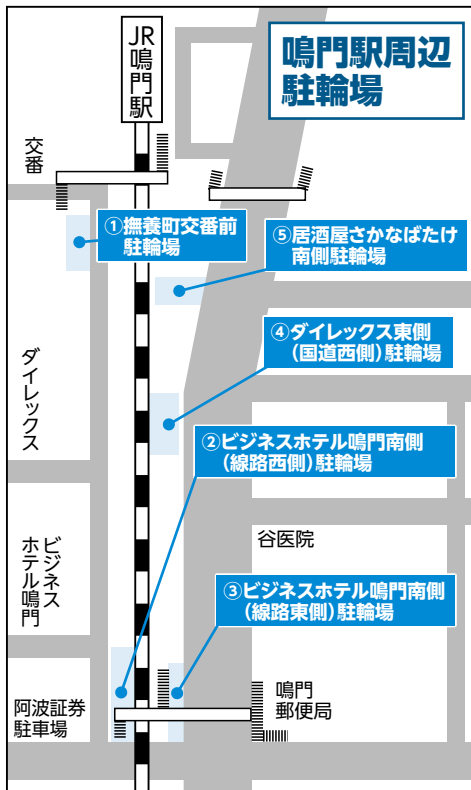 鳴門駅周辺
駐輪場
JR鳴門駅
交番
①撫養町交番前
駐輪場
⑤居酒屋さかなばたけ
南側駐輪場
④ダイレックス東側
(国道西側)駐輪場
ダイレックス
②ビジネスホテル鳴門南側
(線路西側)駐輪場
谷医院
ビジネス
ホテル鳴門
③ビジネスホテル鳴門南側
(線路東側)駐輪場
鳴門
郵便局
阿波証券
駐車場